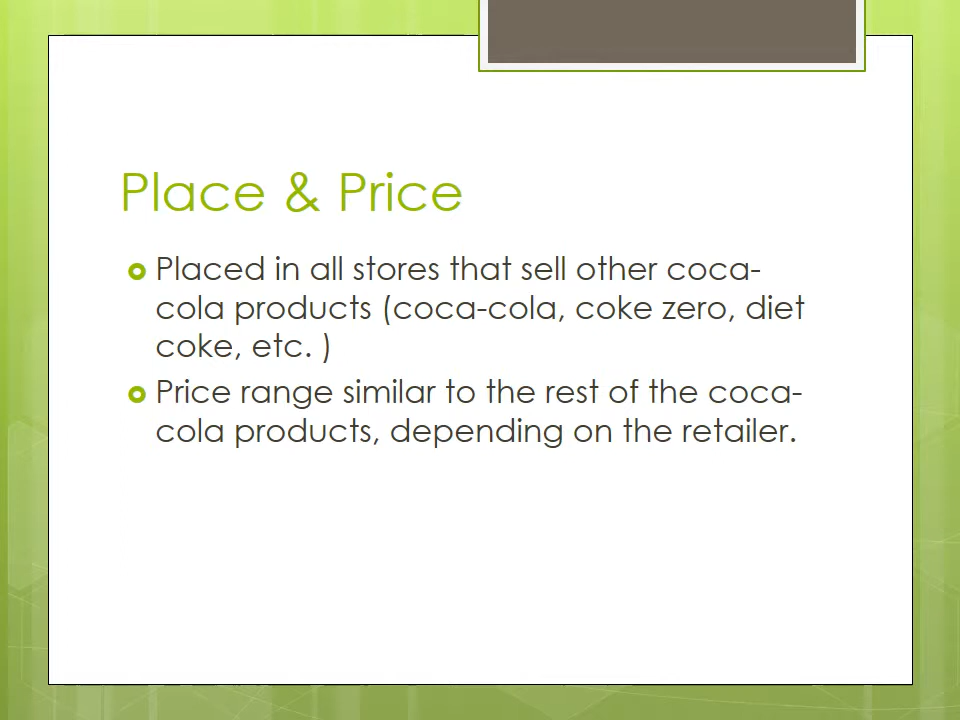 Place & Price
Placed in all stores that sell other coca-
cola products (coca-cola, coke zero, diet
coke, etc. )
Price range similar to the rest of the coca-
cola products, depending on the retailer.